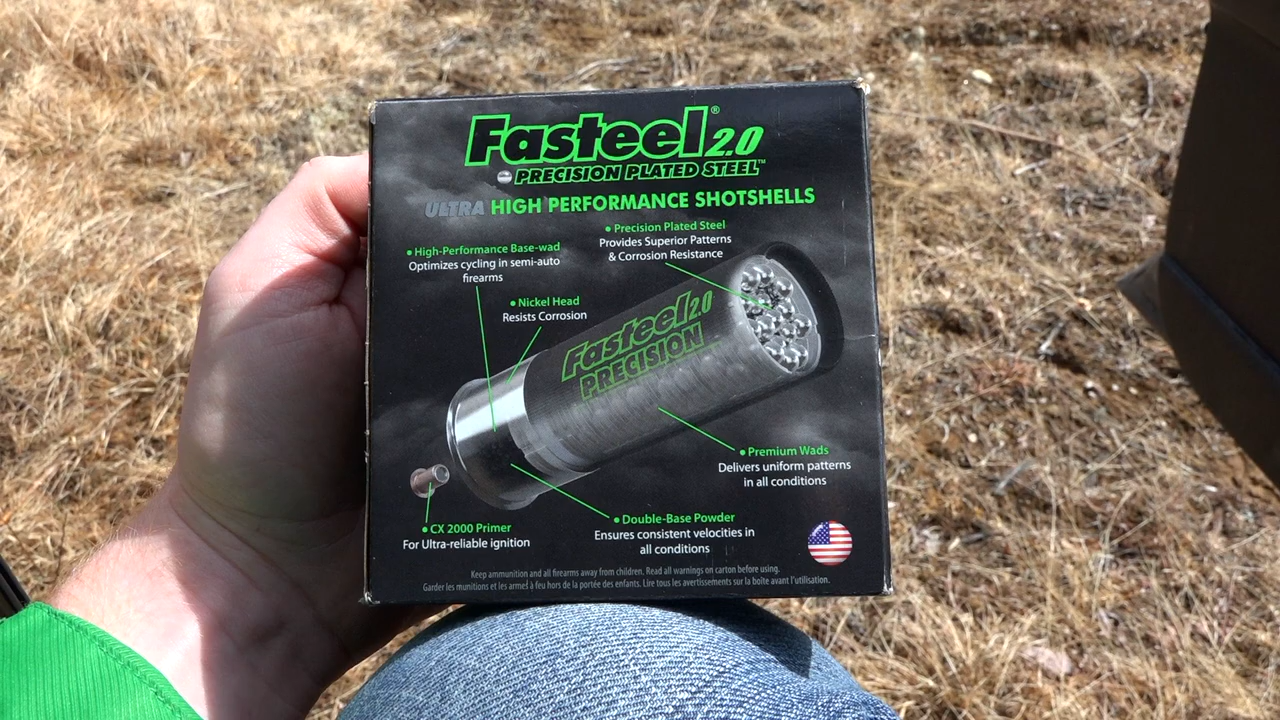 Fasteel® 2.0
PRECISION PLATED STEEL™
ULTRA HIGH PERFORMANCE SHOTSHELLS
• Precision Plated Steel
Provides Superior Patterns
& Corrosion Resistance
• High-Performance Base-wad
Optimizes cycling in semi-auto
firearms
• Nickel Head
Resists Corrosion
Fasteel 2.0
PRECISION
• Premium Wads
Delivers uniform patterns
in all conditions
• CX 2000 Primer
For Ultra-reliable ignition
• Double-Base Powder
Ensures consistent velocities in
all conditions
Keep ammunition and all firearms away from children. Read all warnings on carton before using.
Garder les munitions et les armes à feu hors de la portée des enfants. Lire tous les avertissements sur la boîte avant l'utilisation.